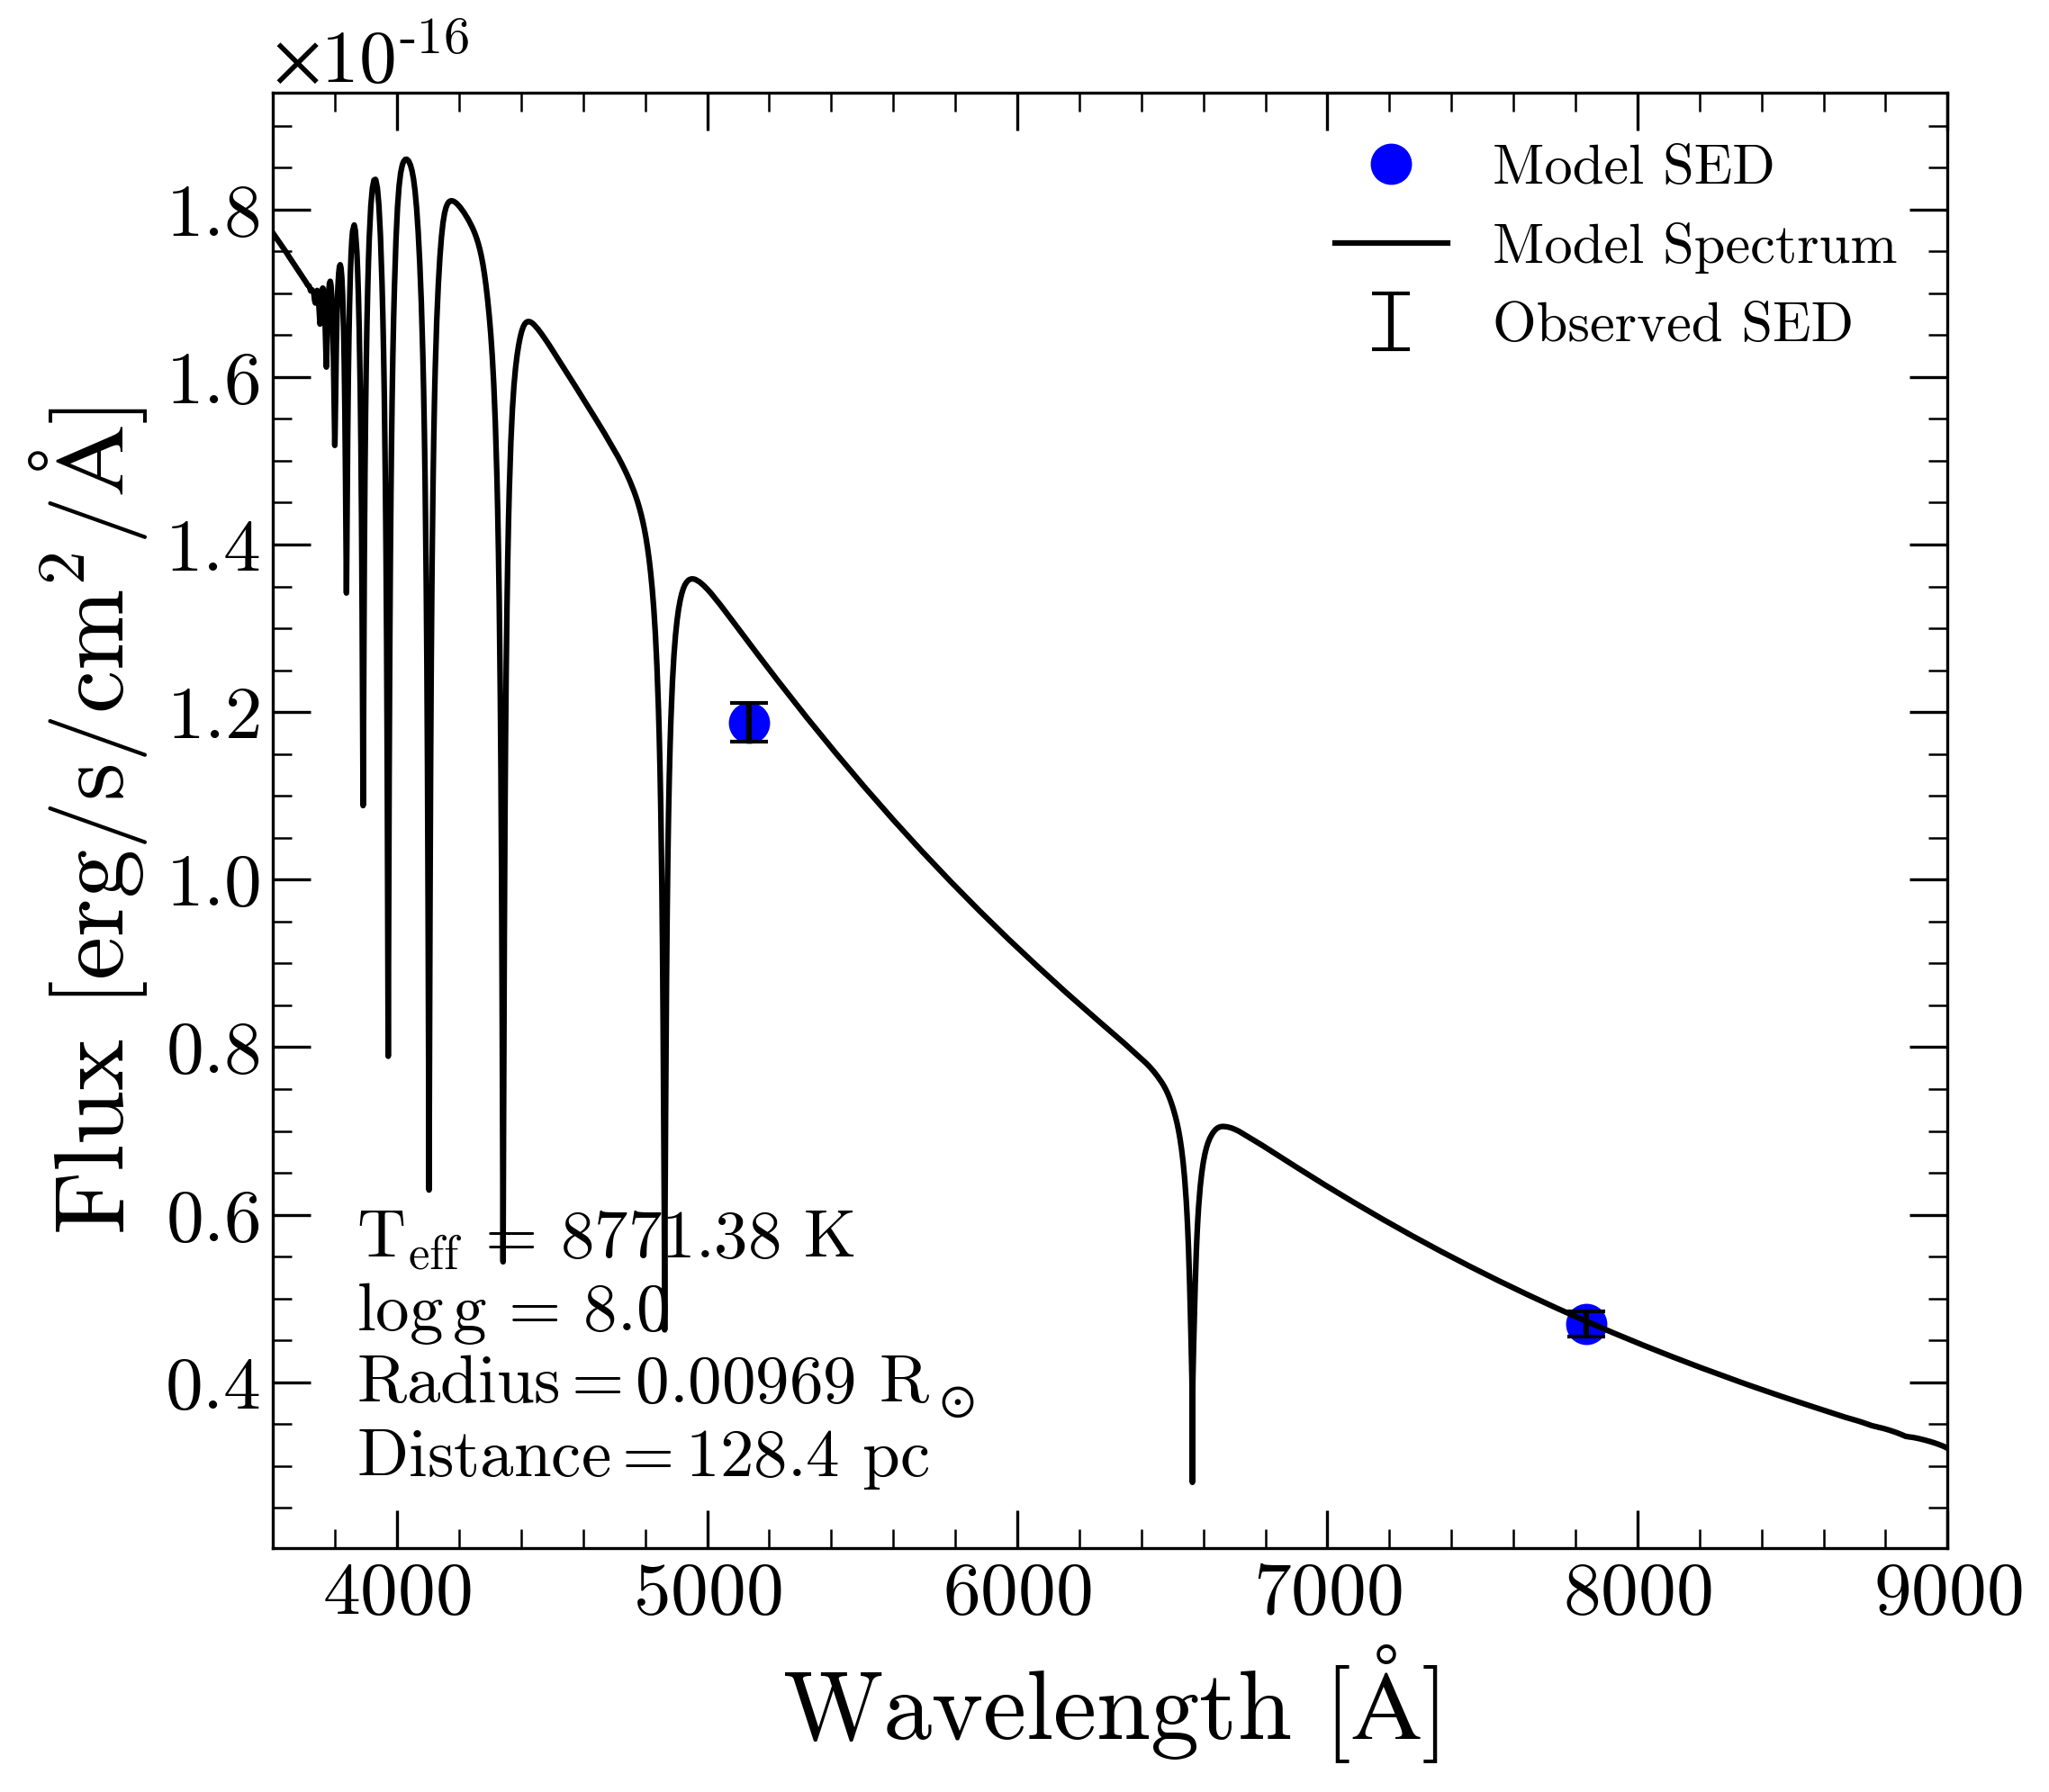 ×10⁻¹⁶
Flux [erg/s/cm²/Å]
1.8
1.6
1.4
1.2
1.0
0.8
0.6
0.4
Model SED
Model Spectrum
Observed SED
T_eff = 8771.38 K
log g = 8.0
Radius = 0.00969 R_⊙
Distance = 128.4 pc
4000 5000 6000 7000 8000 9000
Wavelength [Å]